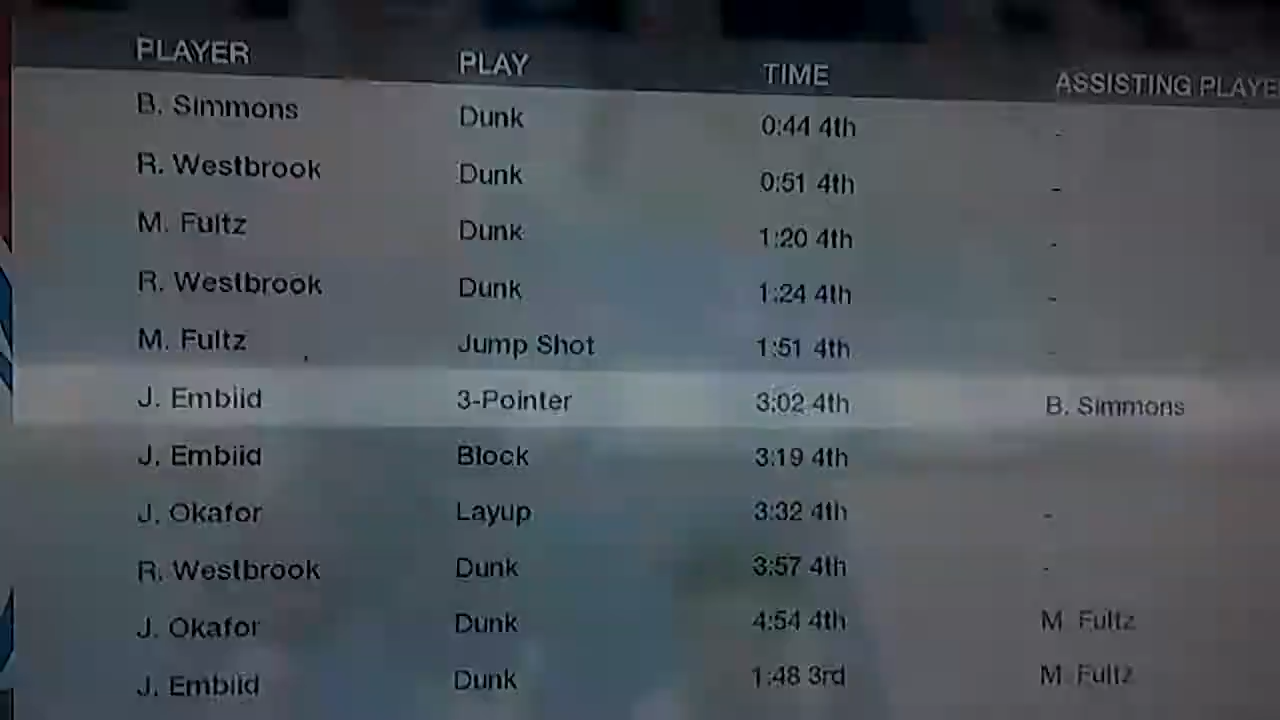 PLAYER PLAY TIME ASSISTING PLAYE
B. Simmons Dunk 0:44 4th -
R. Westbrook Dunk 0:51 4th -
M. Fultz Dunk 1:20 4th -
R. Westbrook Dunk 1:24 4th -
M. Fultz Jump Shot 1:51 4th -
J. Embiid 3-Pointer 3:02 4th B. Simmons
J. Embiid Block 3:19 4th
J. Okafor Layup 3:32 4th -
R. Westbrook Dunk 3:57 4th -
J. Okafor Dunk 4:54 4th M. Fultz
J. Embiid Dunk 1:48 3rd M. Fultz